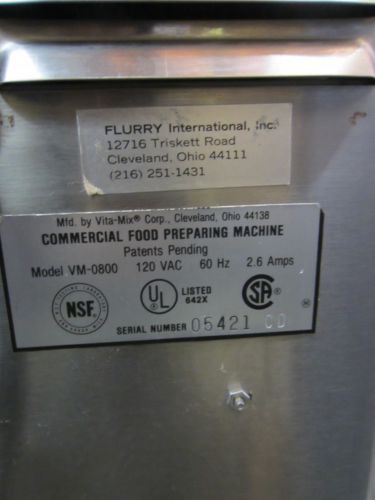 FLURRY International, Inc.
12716 Triskett Road
Cleveland, Ohio 44111
(216) 251-1431
Mfd. by Vita-Mix® Corp., Cleveland, Ohio 44138
COMMERCIAL FOOD PREPARING MACHINE
Patents Pending
Model VM-0800 120 VAC 60 Hz 2.6 Amps
NSF®
UL ® LISTED 642X
SA ®
SERIAL NUMBER 05421 CD